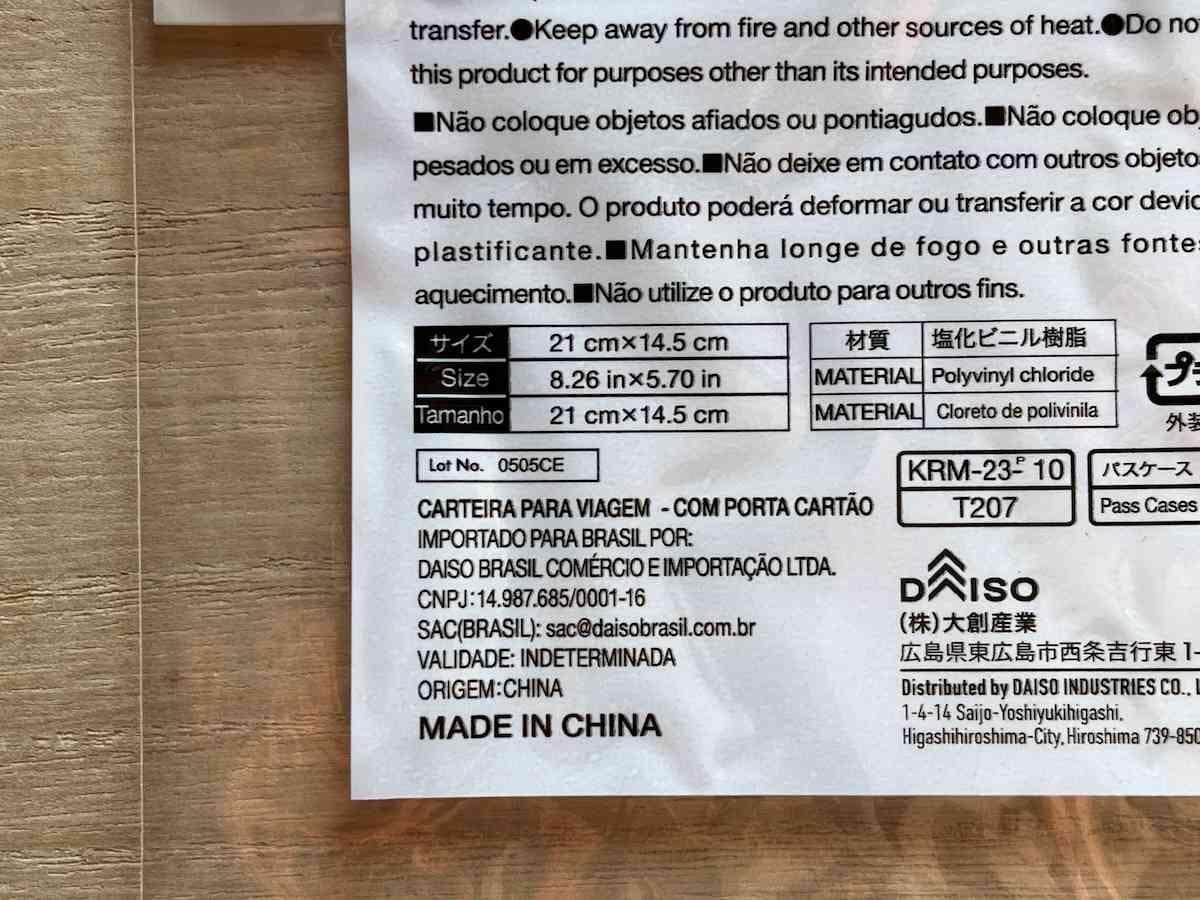 transfer.●Keep away from fire and other sources of heat.●Do no
this product for purposes other than its intended purposes.
■Não coloque objetos afiados ou pontiagudos.■Não coloque ob
pesados ou em excesso.■Não deixe em contato com outros objeto
muito tempo. O produto poderá deformar ou transferir a cor devid
plastificante.■Mantenha longe de fogo e outras fontes
aquecimento.■Não utilize o produto para outros fins.
サイズ 21 cm×14.5 cm
Size 8.26 in×5.70 in
Tamanho 21 cm×14.5 cm
材質 塩化ビニル樹脂
MATERIAL Polyvinyl chloride
MATERIAL Cloreto de polivinila
プラ
外装
Lot No. 0505CE
KRM-23-P 10
T207
パスケース
Pass Cases
CARTEIRA PARA VIAGEM - COM PORTA CARTÃO
IMPORTADO PARA BRASIL POR:
DAISO BRASIL COMÉRCIO E IMPORTAÇÃO LTDA.
CNPJ:14.987.685/0001-16
SAC(BRASIL): sac@daisobrasil.com.br
VALIDADE: INDETERMINADA
ORIGEM:CHINA
MADE IN CHINA
DAISO
(株)大創産業
広島県東広島市西条吉行東1-
Distributed by DAISO INDUSTRIES CO., L
1-4-14 Saijo-Yoshiyukihigashi,
Higashihiroshima-City, Hiroshima 739-850